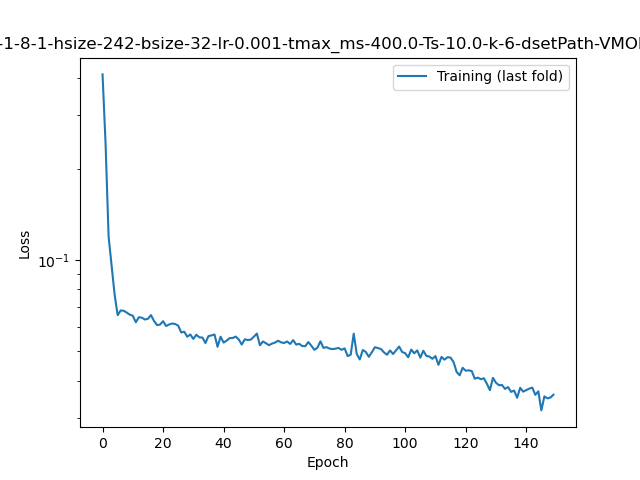 -1-8-1-hsize-242-bsize-32-lr-0.001-tmax_ms-400.0-Ts-10.0-k-6-dsetPath-VMO
Training (last fold)
Loss
10⁻¹
0 20 40 60 80 100 120 140
Epoch